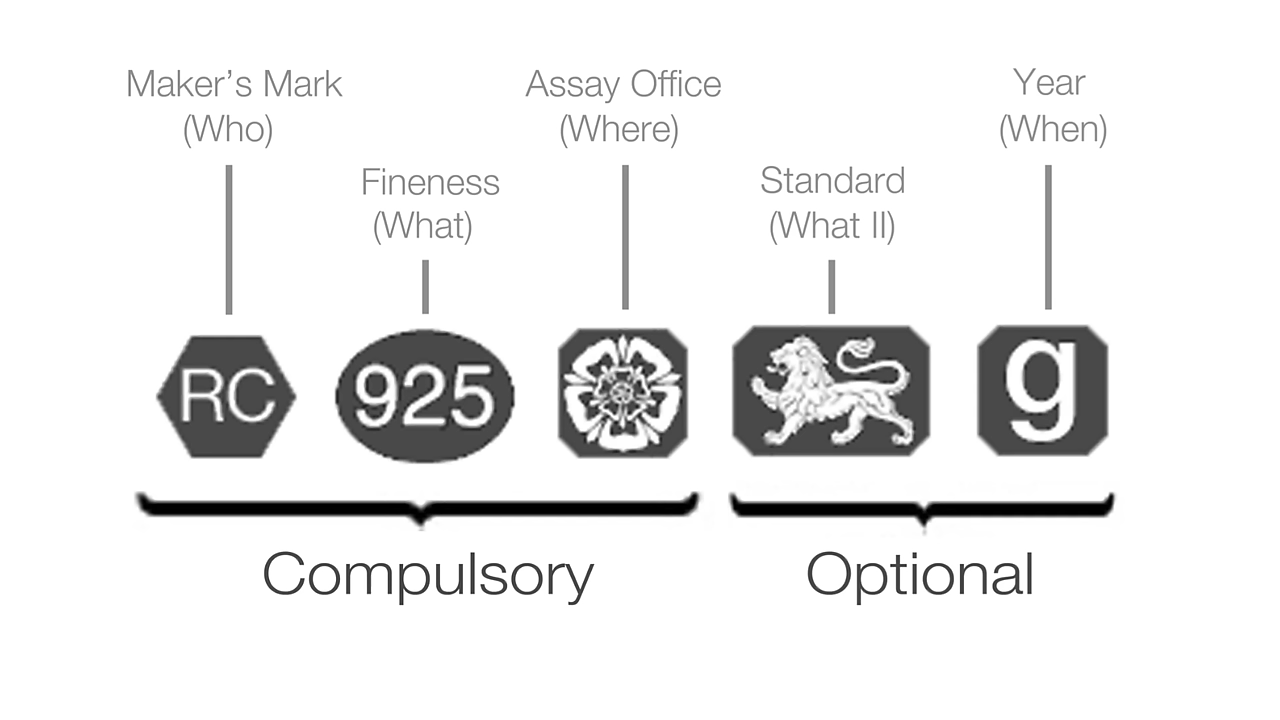 Maker’s Mark
(Who)
Fineness
(What)
Assay Office
(Where)
Standard
(What II)
Year
(When)
RC
925
g
Compulsory
Optional